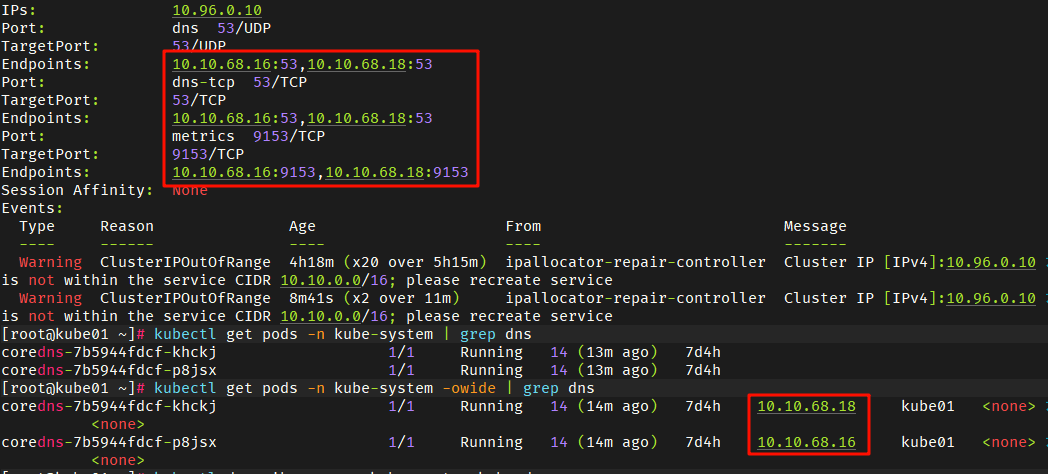 IPs:               10.96.0.10
Port:              dns  53/UDP
TargetPort:        53/UDP
Endpoints:         10.10.68.16:53,10.10.68.18:53
Port:              dns-tcp  53/TCP
TargetPort:        53/TCP
Endpoints:         10.10.68.16:53,10.10.68.18:53
Port:              metrics  9153/TCP
TargetPort:        9153/TCP
Endpoints:         10.10.68.16:9153,10.10.68.18:9153
Session Affinity:  None
Events:
  Type     Reason              Age                     From                           Message
  ----     ------              ----                    ----                           -------
  Warning  ClusterIPOutOfRange  4h18m (x20 over 5h15m)  ipallocator-repair-controller  Cluster IP [IPv4]:10.96.0.10
is not within the service CIDR 10.10.0.0/16; please recreate service
  Warning  ClusterIPOutOfRange  8m41s (x2 over 11m)     ipallocator-repair-controller  Cluster IP [IPv4]:10.96.0.10
is not within the service CIDR 10.10.0.0/16; please recreate service
[root@kube01 ~]# kubectl get pods -n kube-system | grep dns
coredns-7b5944fdcf-khckj                   1/1     Running   14 (13m ago)   7d4h
coredns-7b5944fdcf-p8jsx                   1/1     Running   14 (13m ago)   7d4h
[root@kube01 ~]# kubectl get pods -n kube-system -owide | grep dns
coredns-7b5944fdcf-khckj                   1/1     Running   14 (14m ago)   7d4h    10.10.68.18     kube01   <none>
          <none>
coredns-7b5944fdcf-p8jsx                   1/1     Running   14 (14m ago)   7d4h    10.10.68.16     kube01   <none>
          <none>